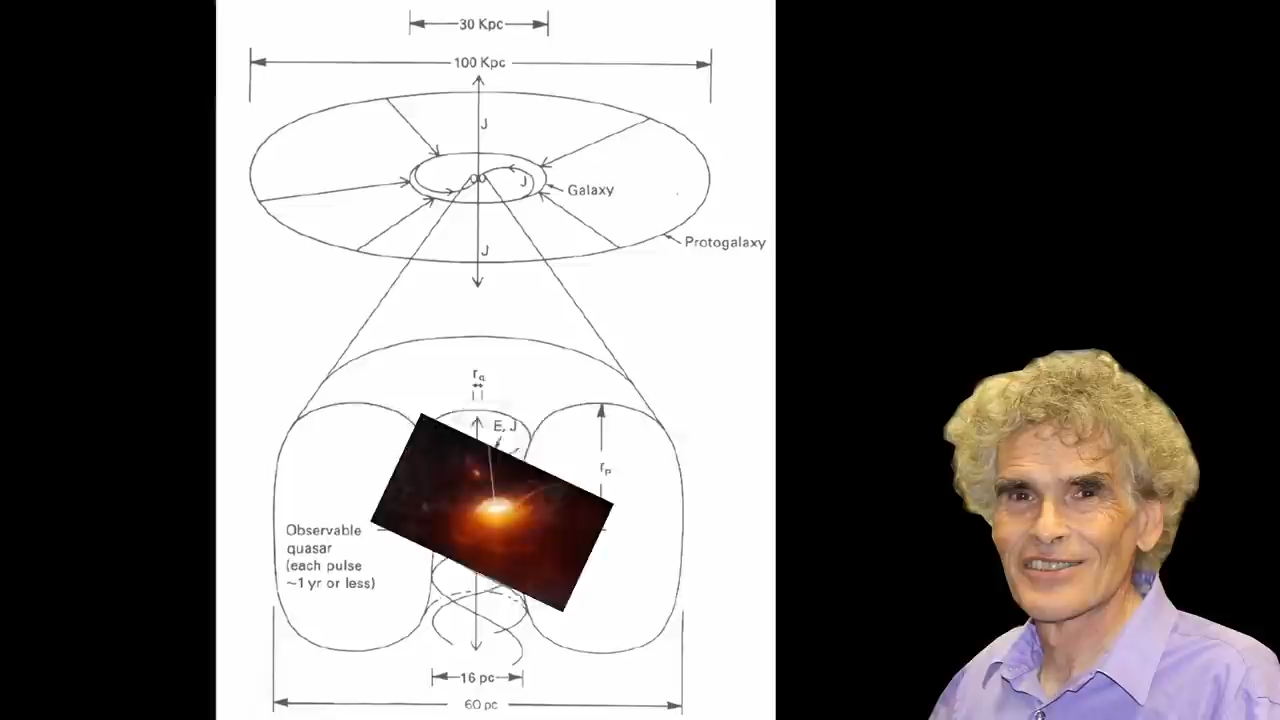 30 Kpc
100 Kpc
J
J
Galaxy
J
Protogalaxy
E, J
Observable
quasar
(each pulse
~1 yr or less)
16 pc
60 pc